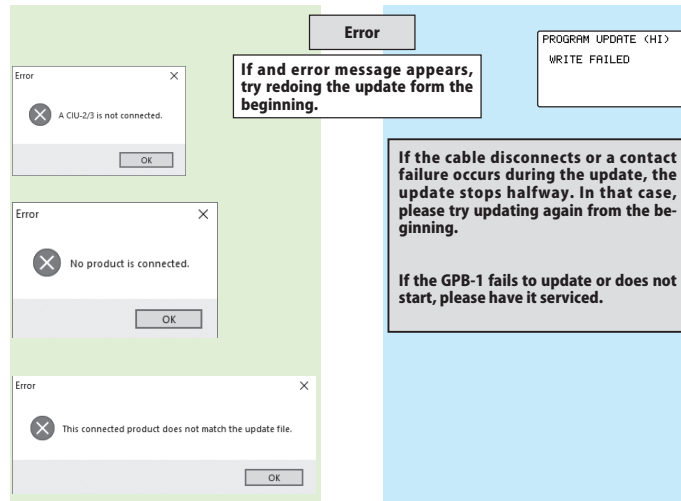 Error
If and error message appears,
try redoing the update form the
beginning.
Error
A CIU-2/3 is not connected.
OK
Error
No product is connected.
OK
Error
This connected product does not match the update file.
OK
PROGRAM UPDATE (HI)
WRITE FAILED
If the cable disconnects or a contact
failure occurs during the update, the
update stops halfway. In that case,
please try updating again from the be-
ginning.
If the GPB-1 fails to update or does not
start, please have it serviced.